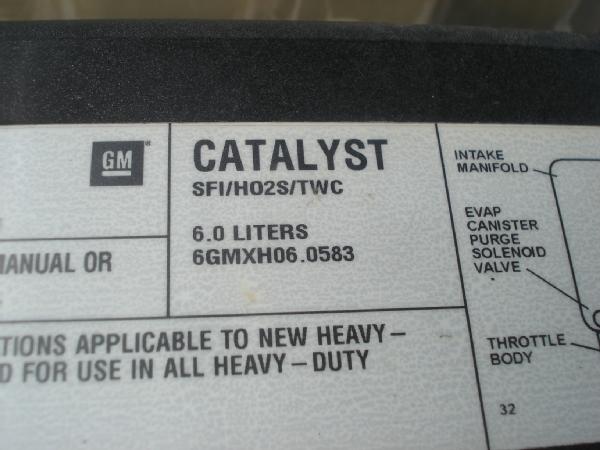 GM
CATALYST
SFI/HO2S/TWC
6.0 LITERS
6GMXH06.0583
MANUAL OR
TIONS APPLICABLE TO NEW HEAVY–
D FOR USE IN ALL HEAVY–DUTY
INTAKE
MANIFOLD
EVAP
CANISTER
PURGE
SOLENOID
VALVE
THROTTLE
BODY
32